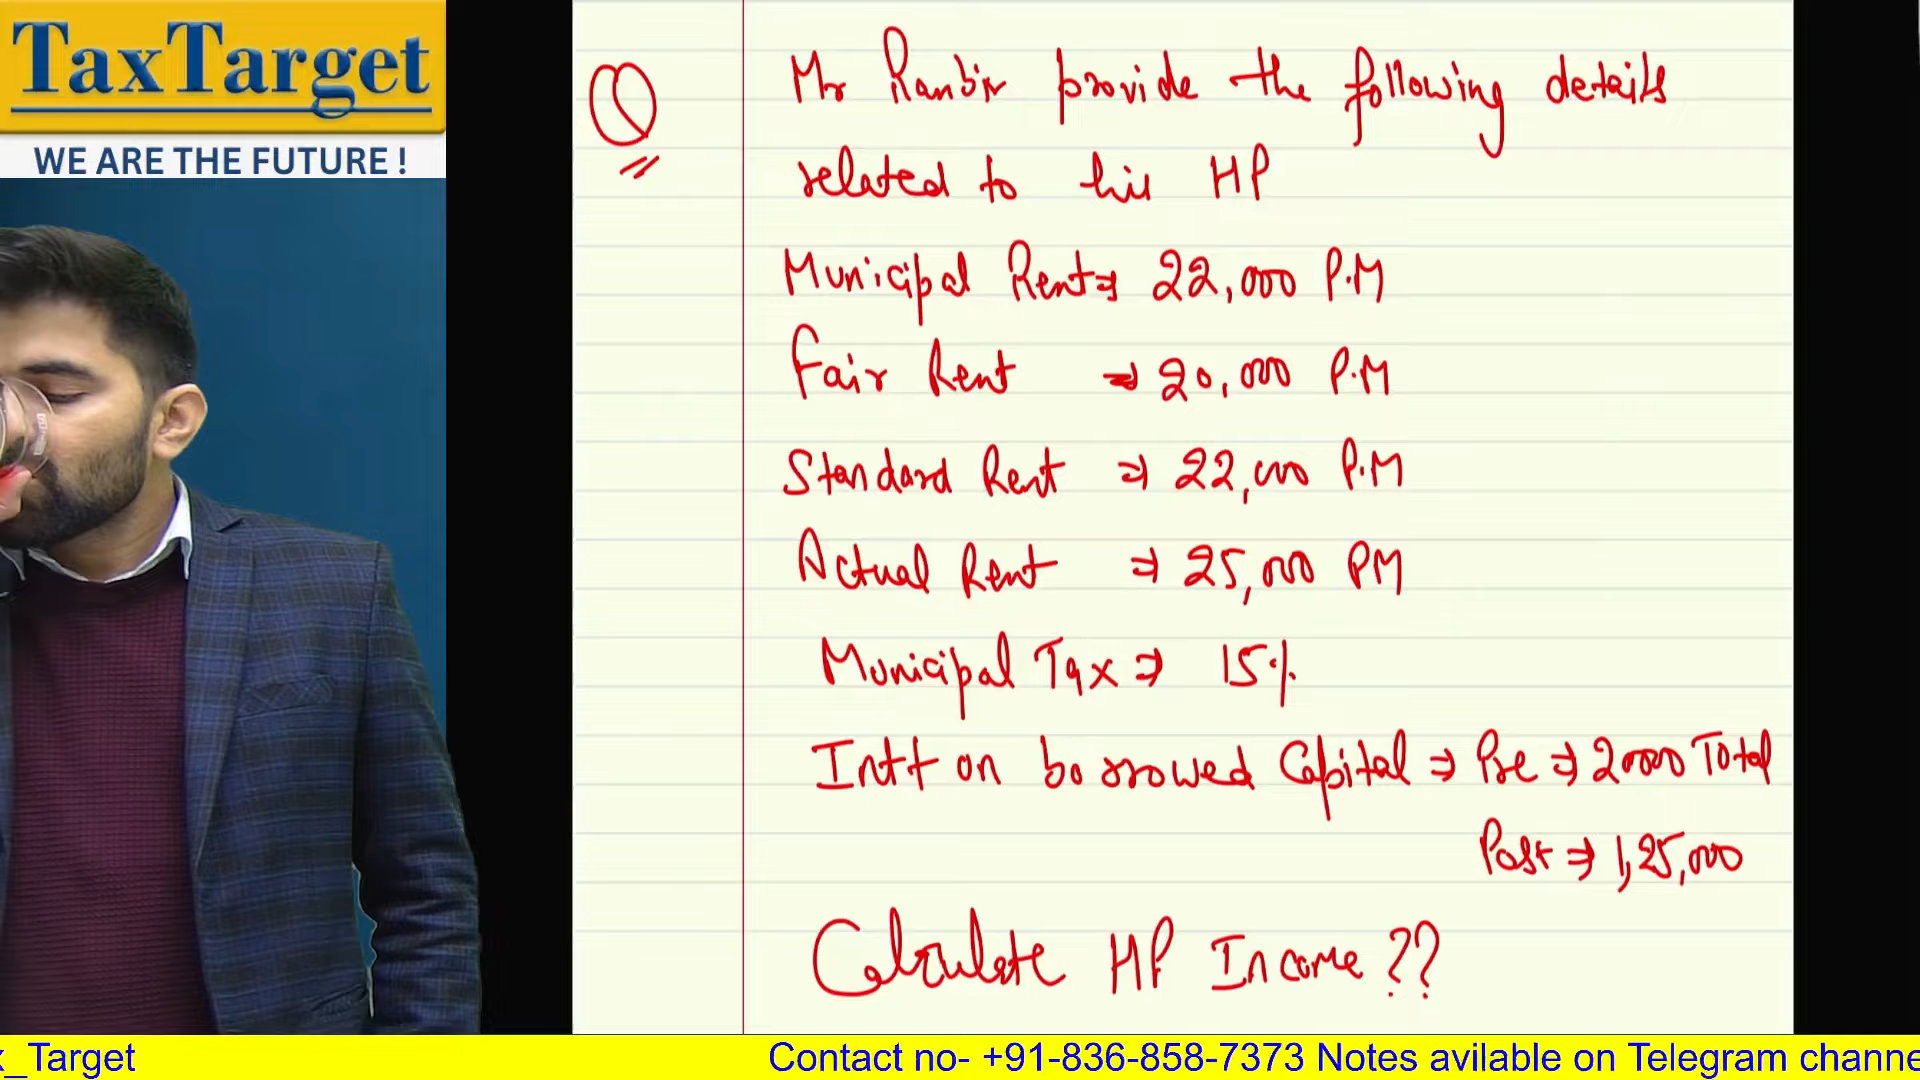 TaxTarget
WE ARE THE FUTURE !
Q
Mr Ranbir provide the following details
related to his HP
Municipal Rent ⇒ 22,000 P.M
Fair Rent ⇒ 20,000 P.M
Standard Rent ⇒ 22,000 P.M
Actual Rent ⇒ 25,000 PM
Municipal Tax ⇒ 15%
Intt on borrowed Capital ⇒ Pre ⇒ 20000 Total
Post ⇒ 1,25,000
Calculate HP Income??
x_Target
Contact no- +91-836-858-7373 Notes avilable on Telegram channe